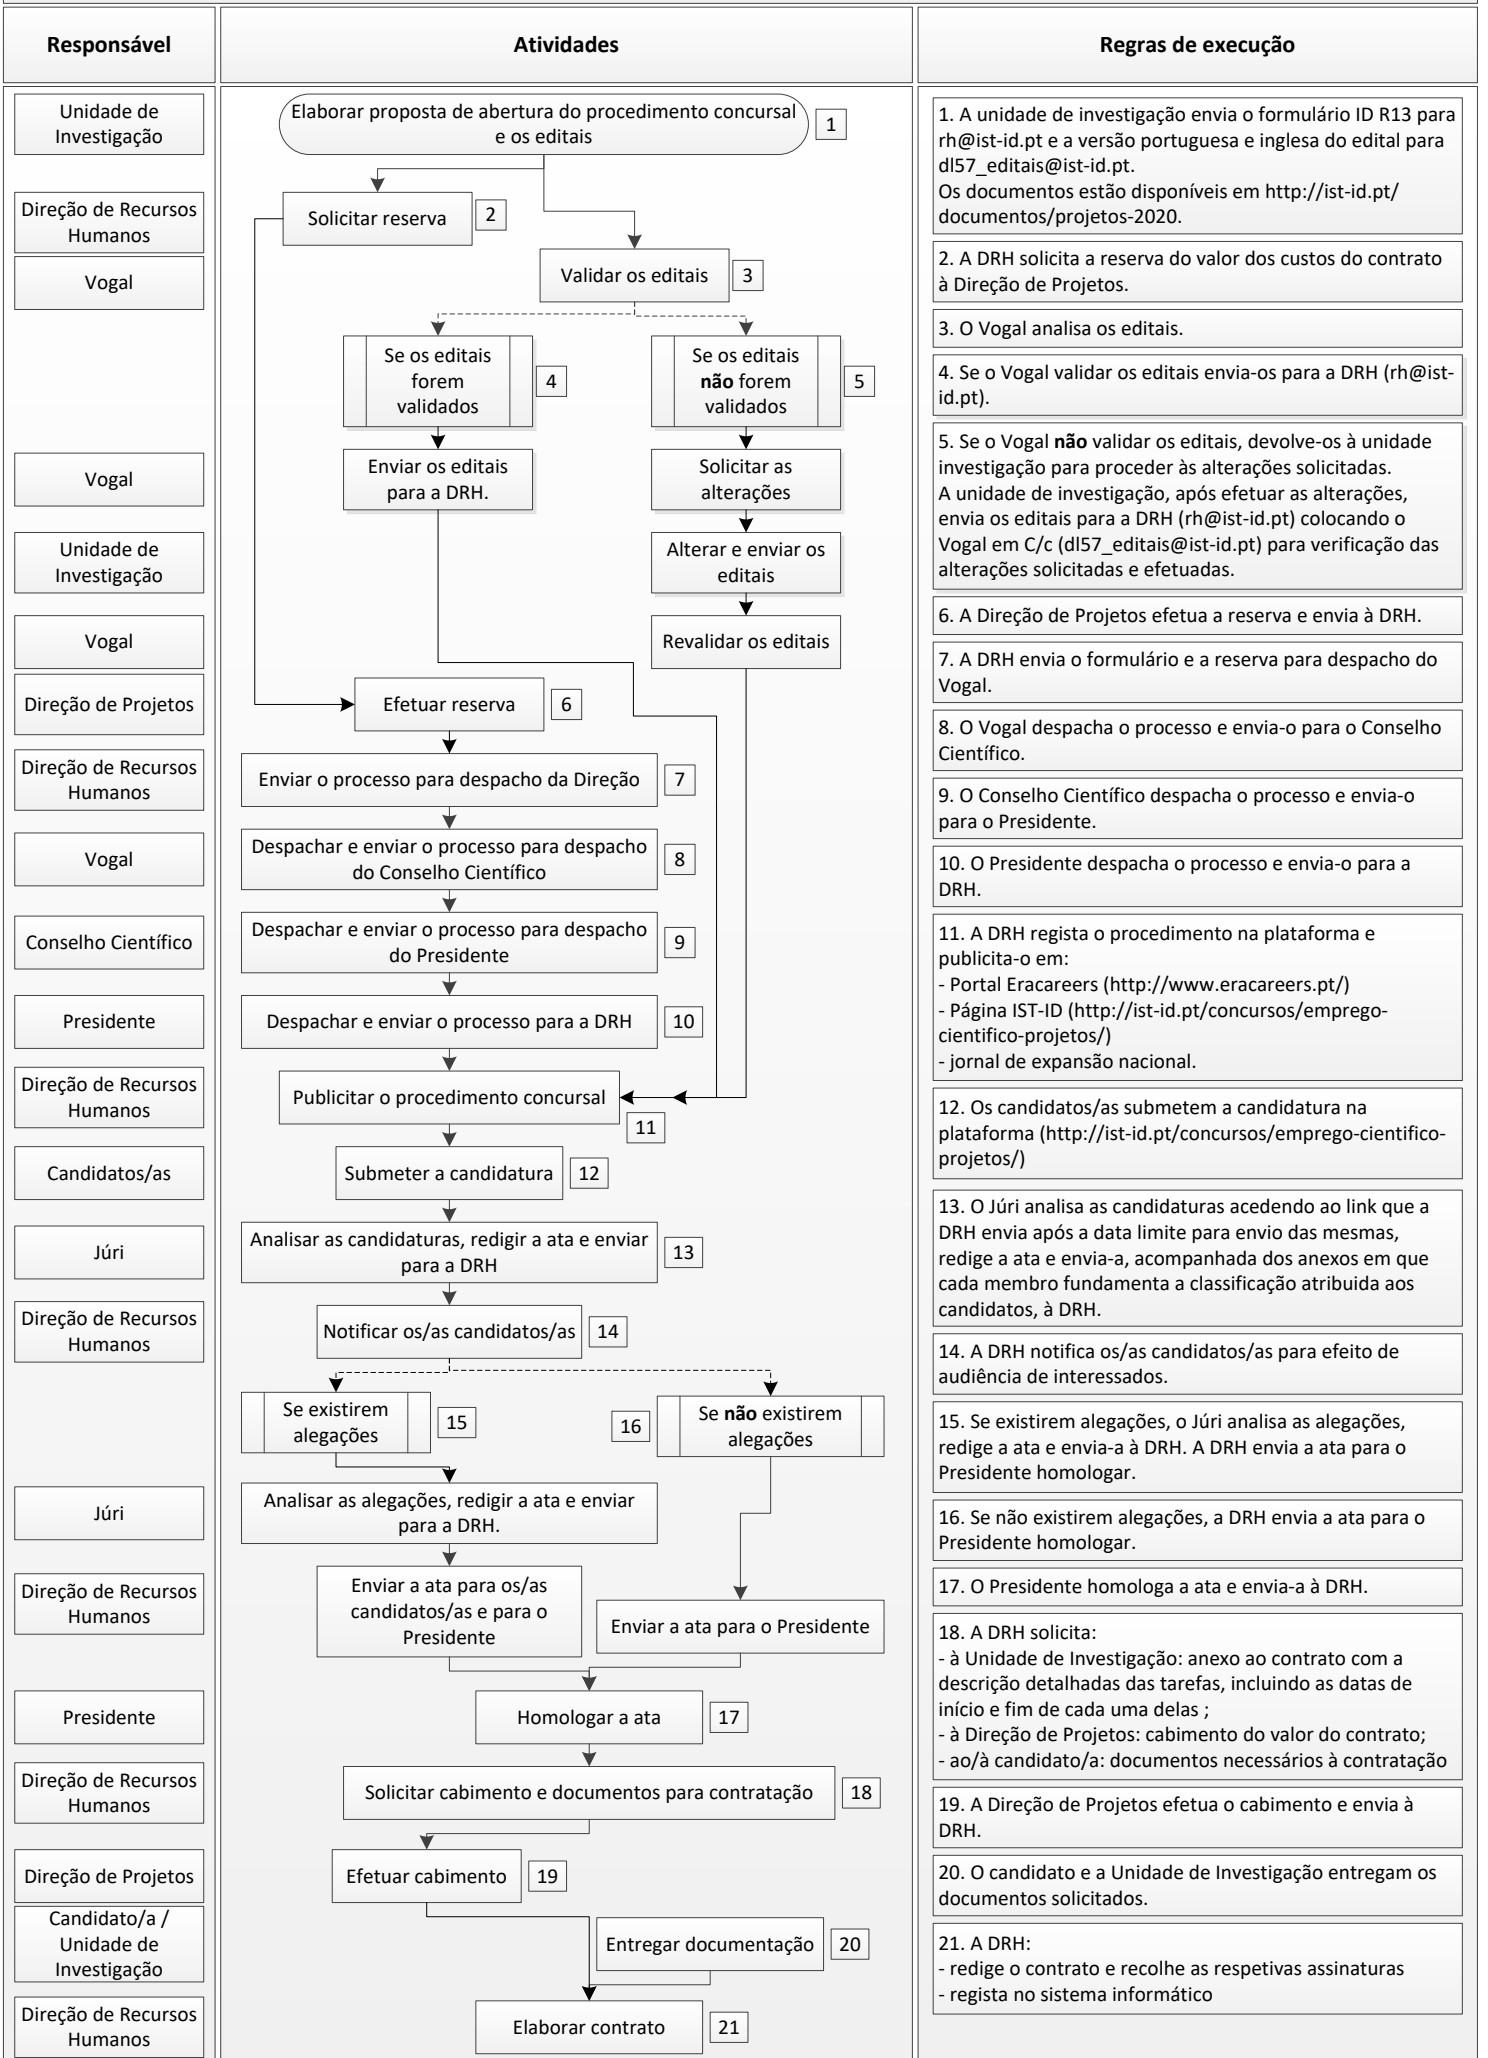 Responsável
Atividades
Regras de execução
Unidade de
Investigação
Direção de Recursos
Humanos
Vogal
Vogal
Unidade de
Investigação
Vogal
Direção de Projetos
Direção de Recursos
Humanos
Vogal
Conselho Científico
Presidente
Direção de Recursos
Humanos
Candidatos/as
Júri
Direção de Recursos
Humanos
Júri
Direção de Recursos
Humanos
Presidente
Direção de Recursos
Humanos
Direção de Projetos
Candidato/a /
Unidade de
Investigação
Direção de Recursos
Humanos
Elaborar proposta de abertura do procedimento concursal
e os editais
1
Solicitar reserva
2
Validar os editais
3
Se os editais
forem
validados
4
Se os editais
não forem
validados
5
Enviar os editais
para a DRH.
Solicitar as
alterações
Alterar e enviar os
editais
Revalidar os editais
Efetuar reserva
6
Enviar o processo para despacho da Direção
7
Despachar e enviar o processo para despacho
do Conselho Científico
8
Despachar e enviar o processo para despacho
do Presidente
9
Despachar e enviar o processo para a DRH
10
Publicitar o procedimento concursal
11
Submeter a candidatura
12
Analisar as candidaturas, redigir a ata e enviar
para a DRH
13
Notificar os/as candidatos/as
14
Se existirem
alegações
15
16
Se não existirem
alegações
Analisar as alegações, redigir a ata e enviar
para a DRH.
Enviar a ata para os/as
candidatos/as e para o
Presidente
Enviar a ata para o Presidente
Homologar a ata
17
Solicitar cabimento e documentos para contratação
18
Efetuar cabimento
19
Entregar documentação
20
Elaborar contrato
21
1. A unidade de investigação envia o formulário ID R13 para
rh@ist-id.pt e a versão portuguesa e inglesa do edital para
dl57_editais@ist-id.pt.
Os documentos estão disponíveis em http://ist-id.pt/
documentos/projetos-2020.
2. A DRH solicita a reserva do valor dos custos do contrato
à Direção de Projetos.
3. O Vogal analisa os editais.
4. Se o Vogal validar os editais envia-os para a DRH (rh@ist-
id.pt).
5. Se o Vogal não validar os editais, devolve-os à unidade
investigação para proceder às alterações solicitadas.
A unidade de investigação, após efetuar as alterações,
envia os editais para a DRH (rh@ist-id.pt) colocando o
Vogal em C/c (dl57_editais@ist-id.pt) para verificação das
alterações solicitadas e efetuadas.
6. A Direção de Projetos efetua a reserva e envia à DRH.
7. A DRH envia o formulário e a reserva para despacho do
Vogal.
8. O Vogal despacha o processo e envia-o para o Conselho
Científico.
9. O Conselho Científico despacha o processo e envia-o
para o Presidente.
10. O Presidente despacha o processo e envia-o para a
DRH.
11. A DRH regista o procedimento na plataforma e
publicita-o em:
- Portal Eracareers (http://www.eracareers.pt/)
- Página IST-ID (http://ist-id.pt/concursos/emprego-
cientifico-projetos/)
- jornal de expansão nacional.
12. Os candidatos/as submetem a candidatura na
plataforma (http://ist-id.pt/concursos/emprego-cientifico-
projetos/)
13. O Júri analisa as candidaturas acedendo ao link que a
DRH envia após a data limite para envio das mesmas,
redige a ata e envia-a, acompanhada dos anexos em que
cada membro fundamenta a classificação atribuida aos
candidatos, à DRH.
14. A DRH notifica os/as candidatos/as para efeito de
audiência de interessados.
15. Se existirem alegações, o Júri analisa as alegações,
redige a ata e envia-a à DRH. A DRH envia a ata para o
Presidente homologar.
16. Se não existirem alegações, a DRH envia a ata para o
Presidente homologar.
17. O Presidente homologa a ata e envia-a à DRH.
18. A DRH solicita:
- à Unidade de Investigação: anexo ao contrato com a
descrição detalhadas das tarefas, incluindo as datas de
início e fim de cada uma delas ;
- à Direção de Projetos: cabimento do valor do contrato;
- ao/à candidato/a: documentos necessários à contratação
19. A Direção de Projetos efetua o cabimento e envia à
DRH.
20. O candidato e a Unidade de Investigação entregam os
documentos solicitados.
21. A DRH:
- redige o contrato e recolhe as respetivas assinaturas
- regista no sistema informático